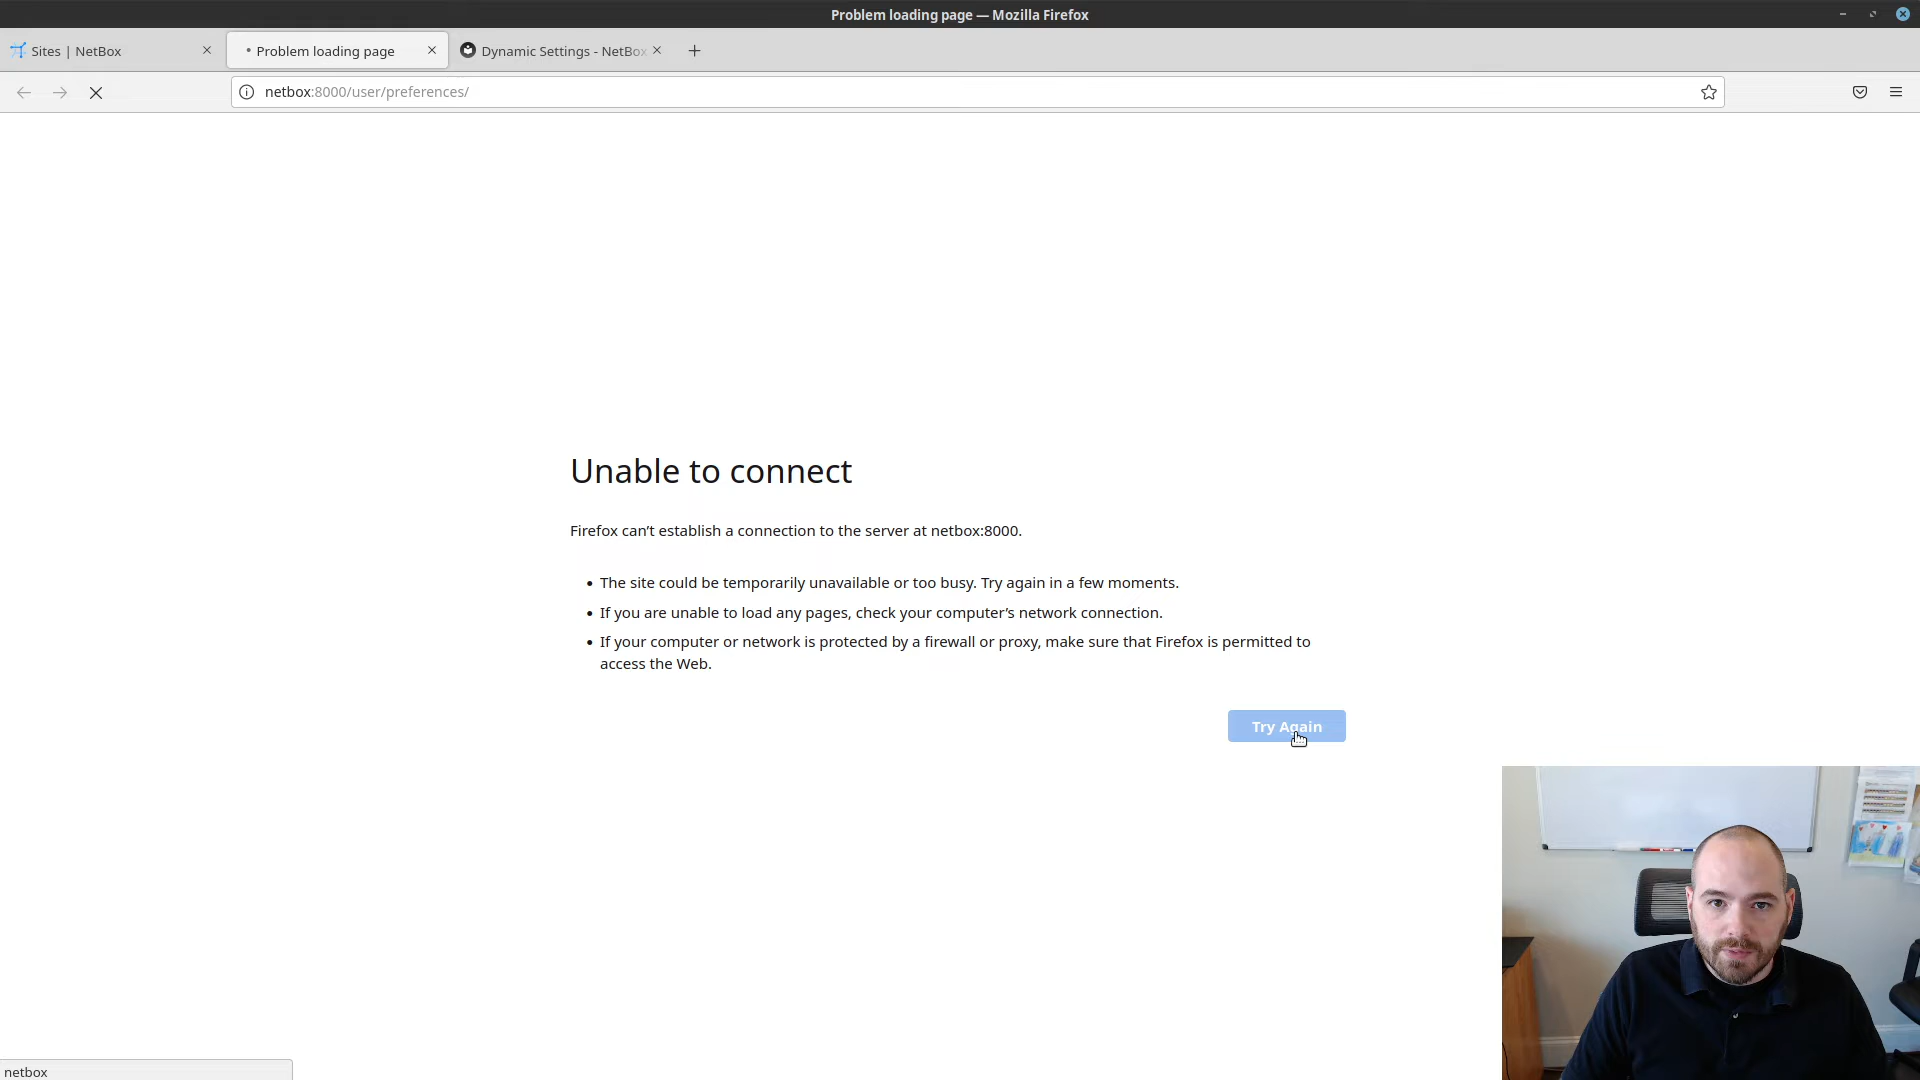 Problem loading page — Mozilla Firefox
Sites | NetBox
Problem loading page
Dynamic Settings - NetBox
netbox:8000/user/preferences/
Unable to connect
Firefox can’t establish a connection to the server at netbox:8000.
• The site could be temporarily unavailable or too busy. Try again in a few moments.
• If you are unable to load any pages, check your computer’s network connection.
• If your computer or network is protected by a firewall or proxy, make sure that Firefox is permitted to
access the Web.
Try Again
netbox